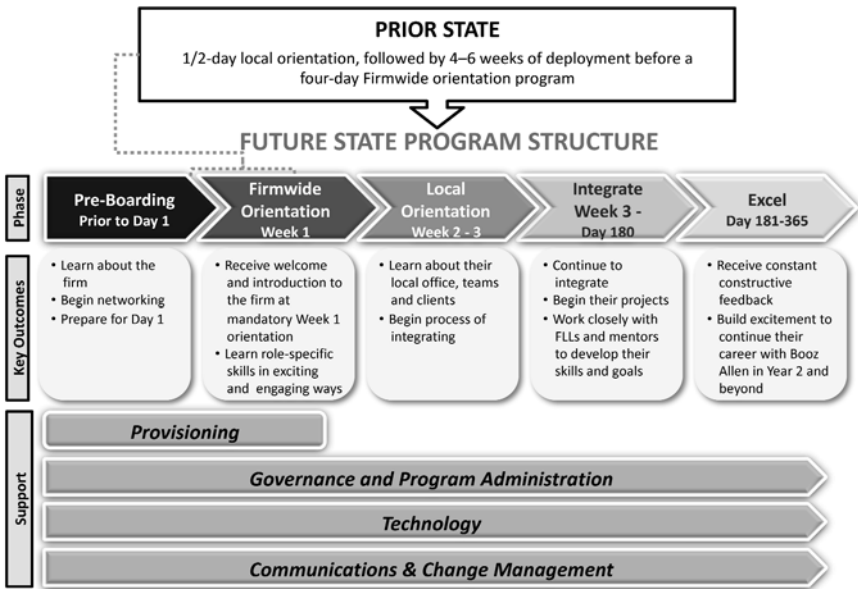 PRIOR STATE
1/2-day local orientation, followed by 4–6 weeks of deployment before a
four-day Firmwide orientation program
FUTURE STATE PROGRAM STRUCTURE
Phase
Pre-Boarding
Prior to Day 1
Firmwide
Orientation
Week 1
Local
Orientation
Week 2 - 3
Integrate
Week 3 -
Day 180
Excel
Day 181-365
Key Outcomes
• Learn about the
firm
• Begin networking
• Prepare for Day 1
• Receive welcome
and introduction to
the firm at
mandatory Week 1
orientation
• Learn role-specific
skills in exciting
and engaging ways
• Learn about their
local office, teams
and clients
• Begin process of
integrating
• Continue to
integrate
• Begin their projects
• Work closely with
FLLs and mentors
to develop their
skills and goals
• Receive constant
constructive
feedback
• Build excitement to
continue their
career with Booz
Allen in Year 2 and
beyond
Support
Provisioning
Governance and Program Administration
Technology
Communications & Change Management